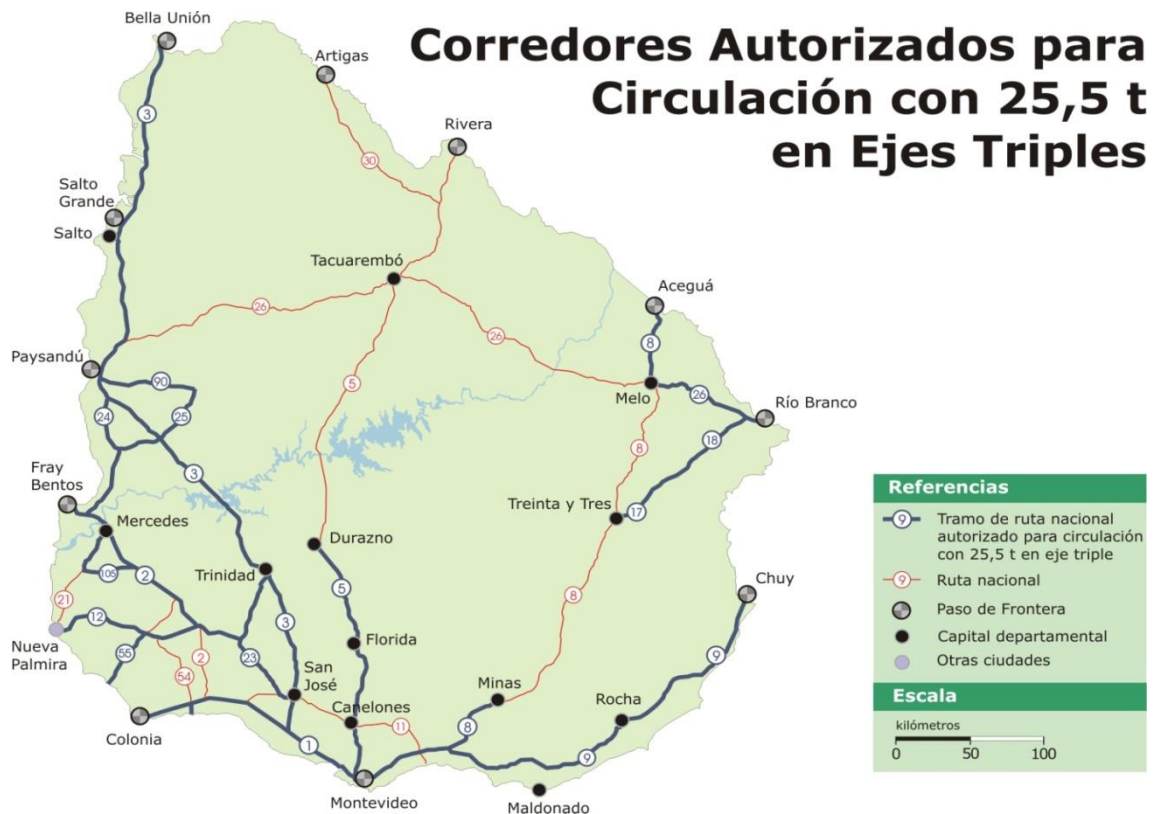 Corredores Autorizados para
Circulación con 25,5 t
en Ejes Triples
Bella Unión
Artigas
3
Rivera
30
Salto
Grande
Salto
Tacuarembó
Aceguá
26
26
8
Paysandú
90
5
Melo
26
Río Branco
24
25
18
8
3
Fray
Bentos
Mercedes
Treinta y Tres
17
Durazno
105
2
Trinidad
Chuy
21
5
8
12
3
Florida
Nueva
Palmira
55
2
23
9
54
San
José
Minas
Rocha
Canelones
11
8
Colonia
1
9
Montevideo
Maldonado
Referencias
9 Tramo de ruta nacional
autorizado para circulación
con 25,5 t en eje triple
9 Ruta nacional
Paso de Frontera
Capital departamental
Otras ciudades
Escala
kilómetros
0 50 100